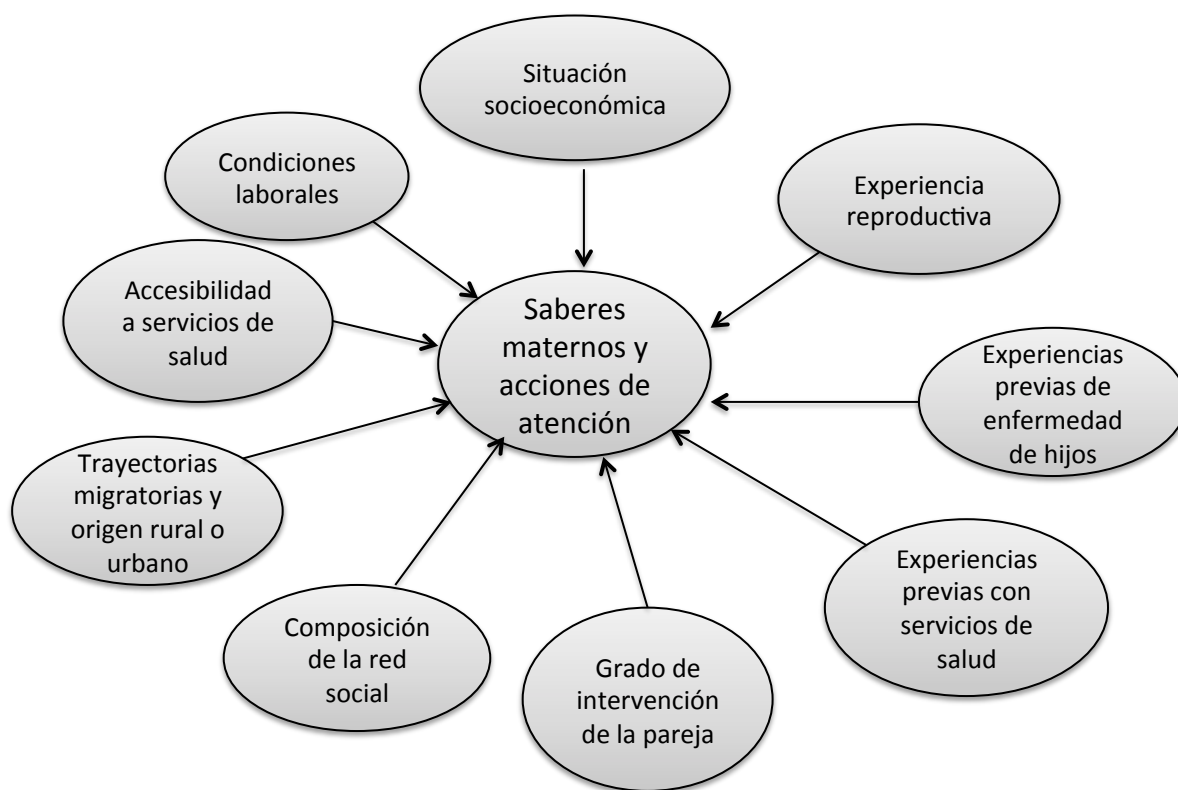 Situación
socioeconómica
Condiciones
laborales
Experiencia
reproductiva
Accesibilidad
a servicios de
salud
Saberes
maternos y
acciones de
atención
Experiencias
previas de
enfermedad
de hijos
Trayectorias
migratorias y
origen rural o
urbano
Experiencias
previas con
servicios de
salud
Composición
de la red
social
Grado de
intervención
de la pareja